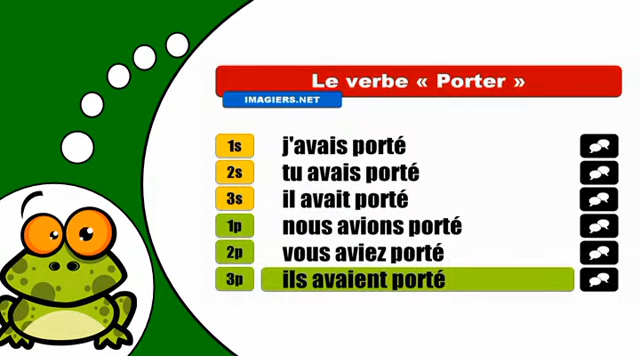 Le verbe « Porter »
IMAGIERS.NET
1s j'avais porté
2s tu avais porté
3s il avait porté
1p nous avions porté
2p vous aviez porté
3p ils avaient porté